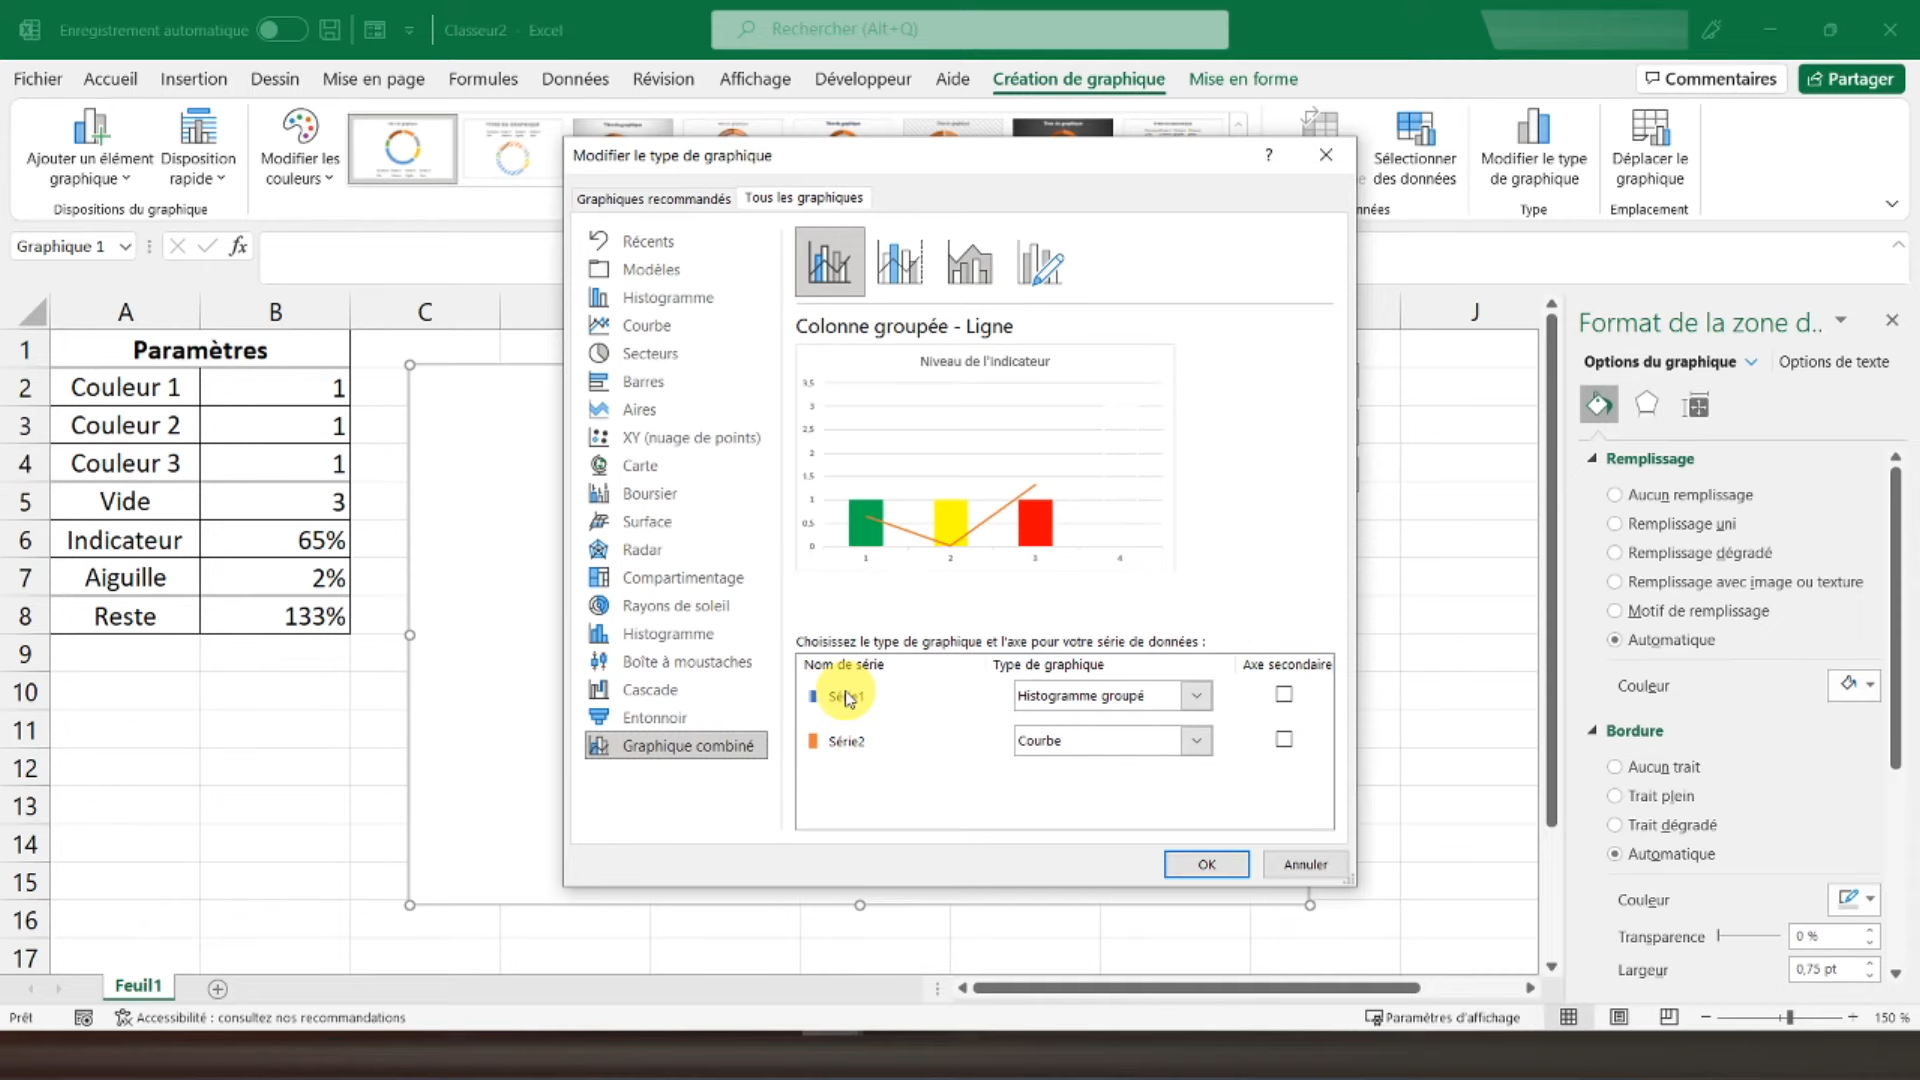 Enregistrement automatique
Classeur2 - Excel
Rechercher (Alt+Q)
Fichier Accueil Insertion Dessin Mise en page Formules Données Révision Affichage Développeur Aide Création de graphique Mise en forme
Commentaires
Partager
Ajouter un élément graphique
Disposition rapide
Dispositions du graphique
Modifier les couleurs
Sélectionner des données
nnées
Modifier le type de graphique
Type
Déplacer le graphique
Emplacement
Graphique 1
fx
A B C J
1 Paramètres
2 Couleur 1 1
3 Couleur 2 1
4 Couleur 3 1
5 Vide 3
6 Indicateur 65%
7 Aiguille 2%
8 Reste 133%
9
10
11
12
13
14
15
16
17
Modifier le type de graphique
?
Graphiques recommandés
Tous les graphiques
Récents
Modèles
Histogramme
Courbe
Secteurs
Barres
Aires
XY (nuage de points)
Carte
Boursier
Surface
Radar
Compartimentage
Rayons de soleil
Histogramme
Boîte à moustaches
Cascade
Entonnoir
Graphique combiné
Colonne groupée - Ligne
Niveau de l'Indicateur
3,5
3
2,5
2
1,5
1
0,5
0
1 2 3 4
Choisissez le type de graphique et l'axe pour votre série de données :
Nom de série Type de graphique Axe secondaire
Série1 Histogramme groupé
Série2 Courbe
OK
Annuler
Format de la zone d..
Options du graphique
Options de texte
Remplissage
Aucun remplissage
Remplissage uni
Remplissage dégradé
Remplissage avec image ou texture
Motif de remplissage
Automatique
Couleur
Bordure
Aucun trait
Trait plein
Trait dégradé
Automatique
Couleur
Transparence 0 %
Largeur 0,75 pt
Feuil1
Prêt
Accessibilité : consultez nos recommandations
Paramètres d'affichage
150 %